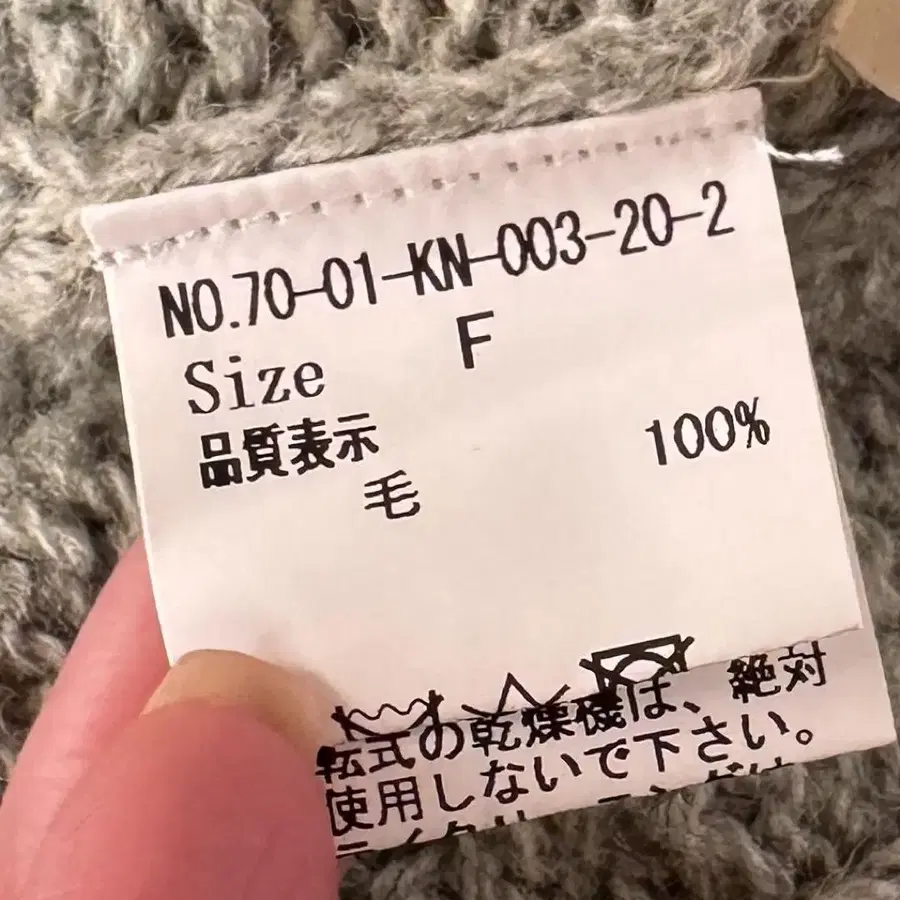 NO.70-01-KN-003-20-2
Size F
品質表示
毛 100%
転式の乾燥機は、絶対
使用しないで下さい。